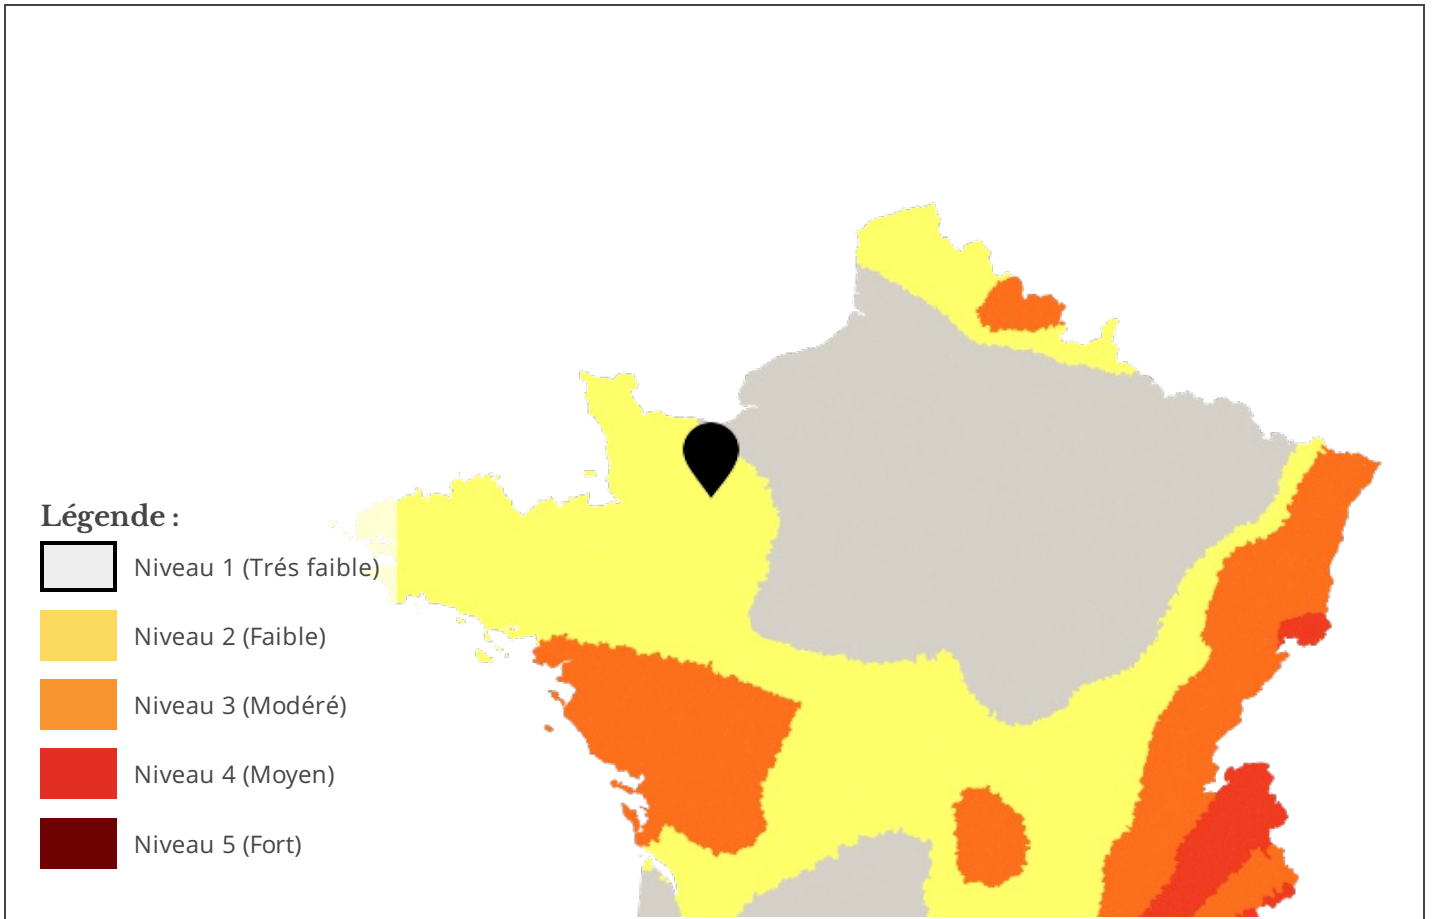 Légende :
Niveau 1 (Trés faible)
Niveau 2 (Faible)
Niveau 3 (Modéré)
Niveau 4 (Moyen)
Niveau 5 (Fort)